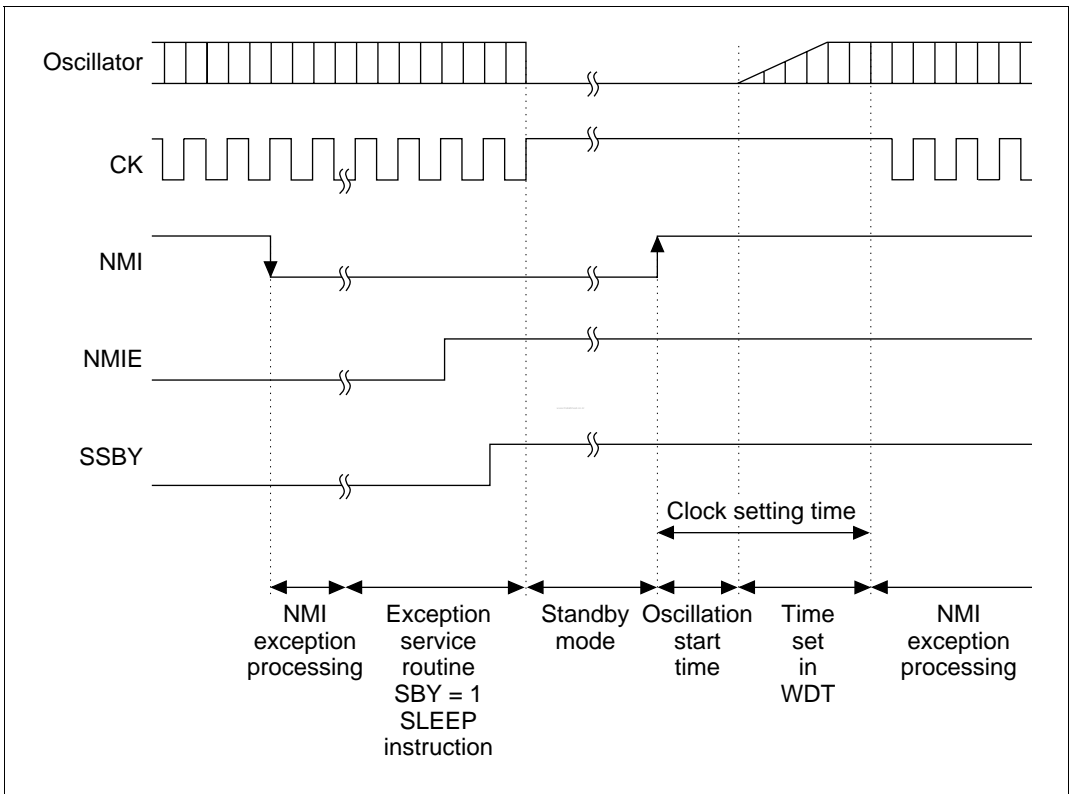 Oscillator
CK
NMI
NMIE
SSBY
Clock setting time
NMI
exception
processing
Exception
service
routine
SBY = 1
SLEEP
instruction
Standby
mode
Oscillation
start
time
Time
set
in
WDT
NMI
exception
processing